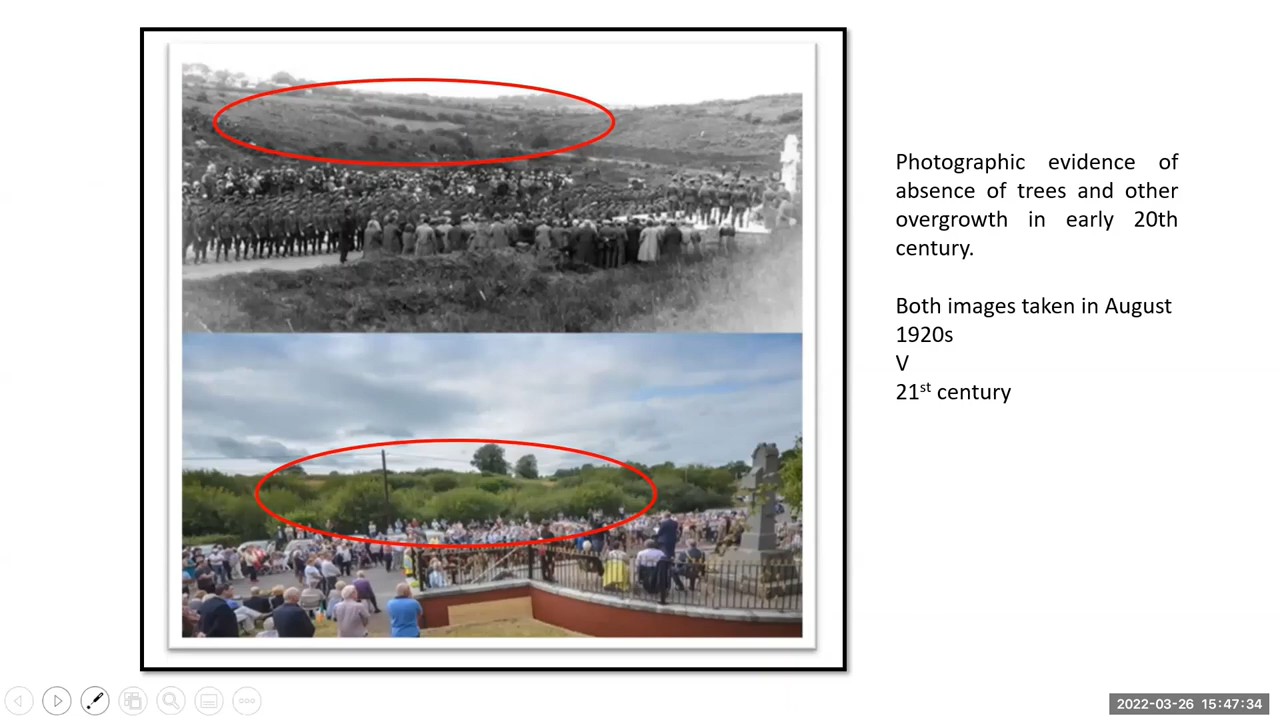 Photographic evidence of
absence of trees and other
overgrowth in early 20th
century.
Both images taken in August
1920s
V
21st century
2022-03-26 15:47:34